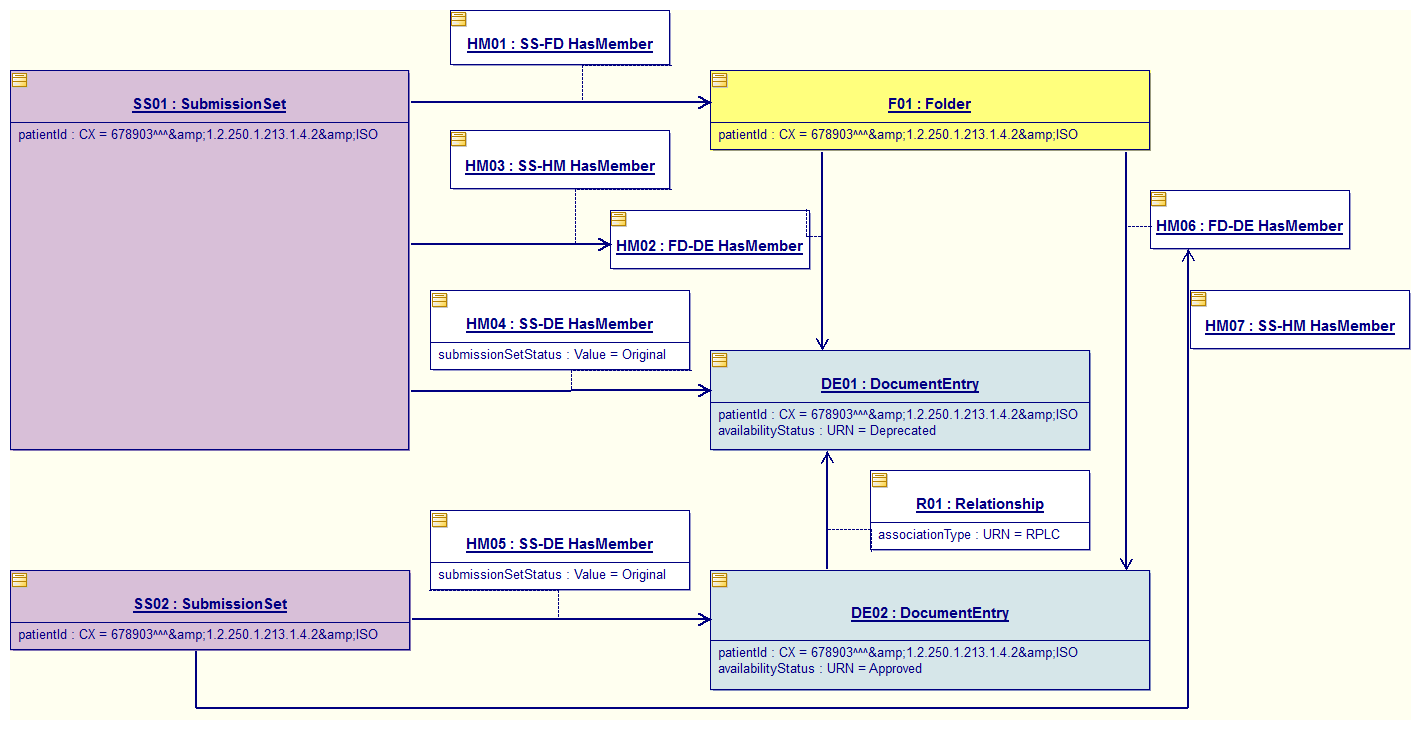 HM01 : SS-FD HasMember
SS01 : SubmissionSet
patientId : CX = 678903^^^&amp;1.2.250.1.213.1.4.2&amp;ISO
F01 : Folder
patientId : CX = 678903^^^&amp;1.2.250.1.213.1.4.2&amp;ISO
HM03 : SS-HM HasMember
HM02 : FD-DE HasMember
HM06 : FD-DE HasMember
HM07 : SS-HM HasMember
HM04 : SS-DE HasMember
submissionSetStatus : Value = Original
DE01 : DocumentEntry
patientId : CX = 678903^^^&amp;1.2.250.1.213.1.4.2&amp;ISO
availabilityStatus : URN = Deprecated
R01 : Relationship
associationType : URN = RPLC
HM05 : SS-DE HasMember
submissionSetStatus : Value = Original
SS02 : SubmissionSet
patientId : CX = 678903^^^&amp;1.2.250.1.213.1.4.2&amp;ISO
DE02 : DocumentEntry
patientId : CX = 678903^^^&amp;1.2.250.1.213.1.4.2&amp;ISO
availabilityStatus : URN = Approved